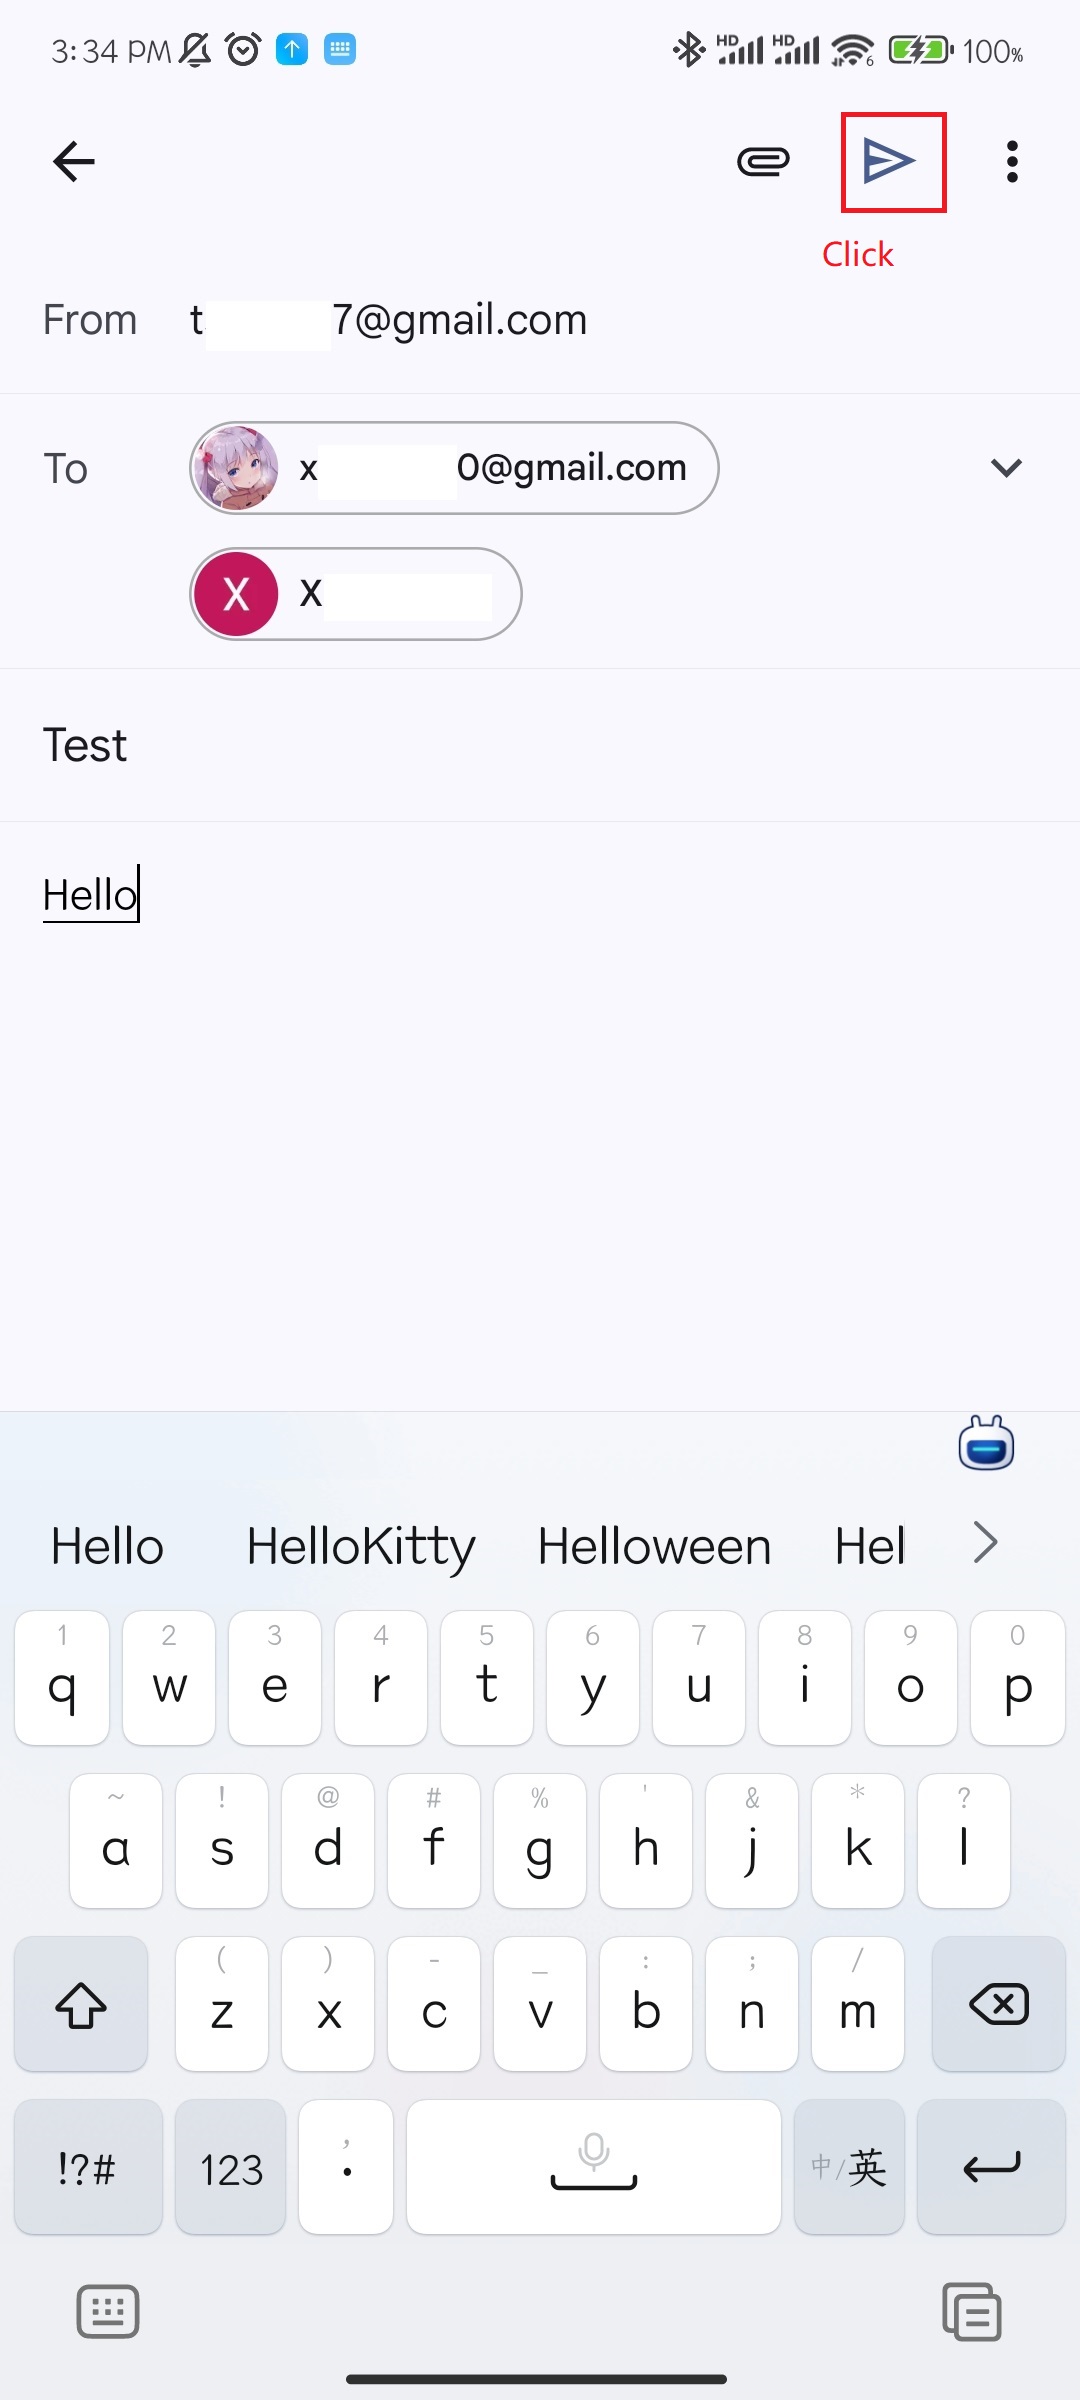 3:34 PM HD HD 6 100%
Click
From t 7@gmail.com
To x 0@gmail.com
X X
Test
Hello
Hello HelloKitty Helloween Hel
1 2 3 4 5 6 7 8 9 0
q w e r t y u i o p
~ ! @ # % ' & * ?
a s d f g h j k l
( ) - _ : ; /
z x c v b n m
!?# 123 , . 中/英